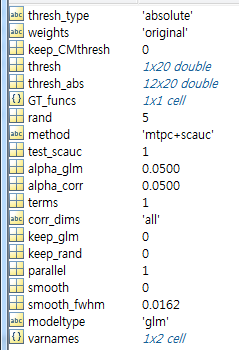 thresh_type 'absolute'
weights 'original'
keep_CMthresh 0
thresh 1x20 double
thresh_abs 12x20 double
GT_funcs 1x1 cell
rand 5
method 'mtpc+scauc'
test_scauc 1
alpha_glm 0.0500
alpha_corr 0.0500
terms 1
corr_dims 'all'
keep_glm 0
keep_rand 0
parallel 1
smooth 0
smooth_fwhm 0.0162
modeltype 'glm'
varnames 1x2 cell